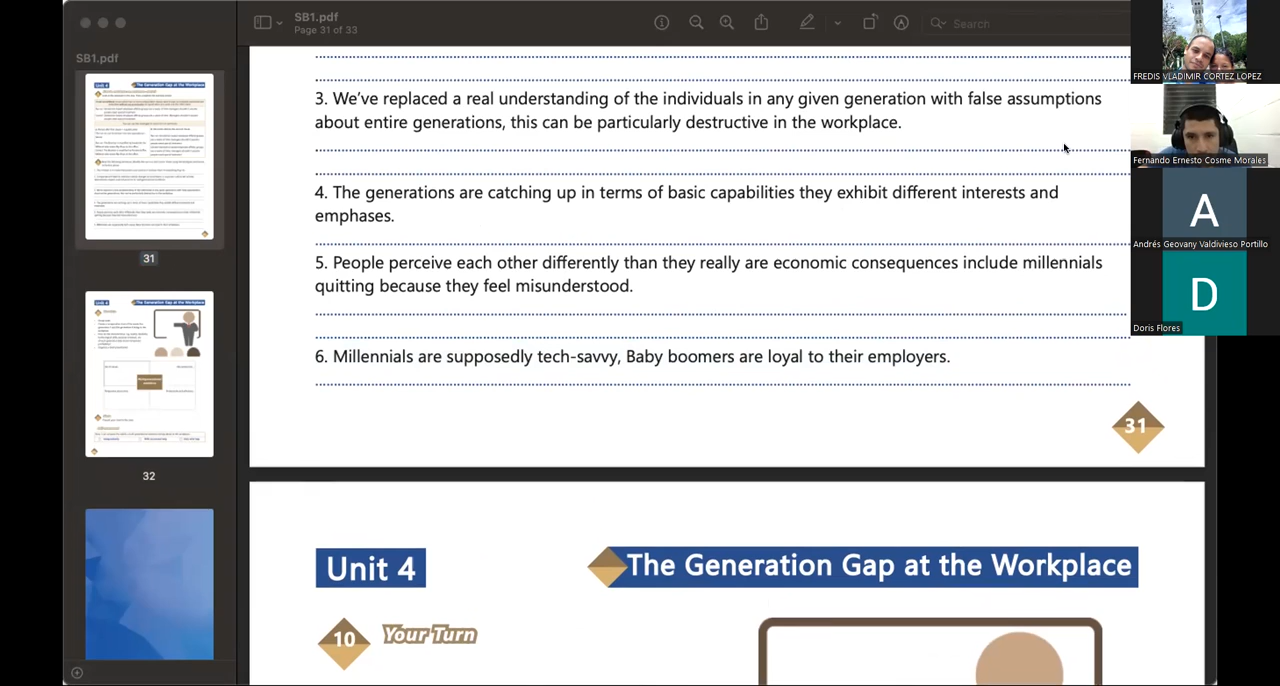 SB1.pdf
Page 31 of 33
Search
SB1.pdf
31
32
3. We've replaced a real understanding of the individuals in any given generation with false assumptions
about entire generations, this can be particularly destructive in the workplace.
4. The generations are catching up in terms of basic capabilities they exhibit different interests and
emphases.
5. People perceive each other differently than they really are economic consequences include millennials
quitting because they feel misunderstood.
6. Millennials are supposedly tech-savvy, Baby boomers are loyal to their employers.
31
Unit 4
The Generation Gap at the Workplace
10
Your Turn
FREDIS VLADIMIR CORTEZ LOPEZ
Fernando Ernesto Cosme Morales
A
Andrés Geovany Valdivieso Portillo
D
Doris Flores